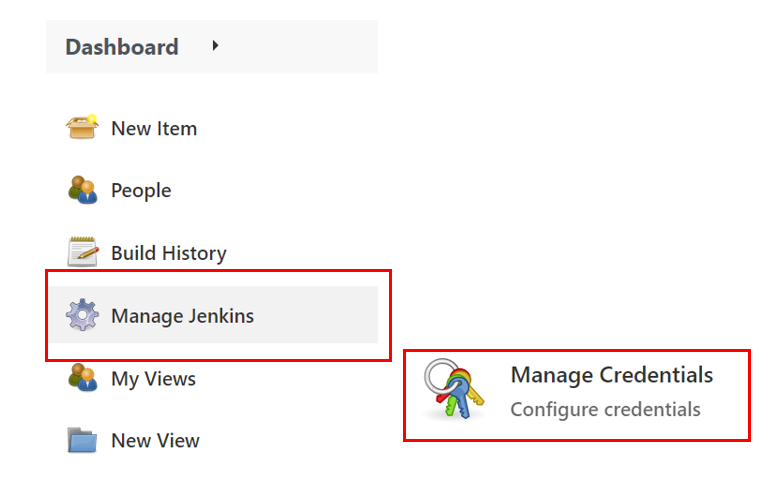 Dashboard
New Item
People
Build History
Manage Jenkins
My Views
New View
Manage Credentials
Configure credentials